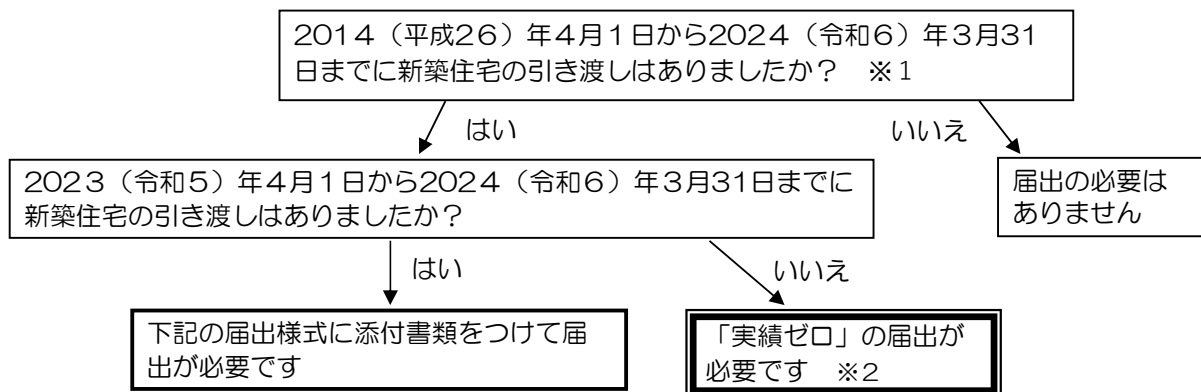 2014（平成26）年4月1日から2024（令和6）年3月31
日までに新築住宅の引き渡しはありましたか？　※1
はい
いいえ
2023（令和5）年4月1日から2024（令和6）年3月31日までに
新築住宅の引き渡しはありましたか？
届出の必要は
ありません
はい
いいえ
下記の届出様式に添付書類をつけて届
出が必要です
「実績ゼロ」の届出が
必要です　※2